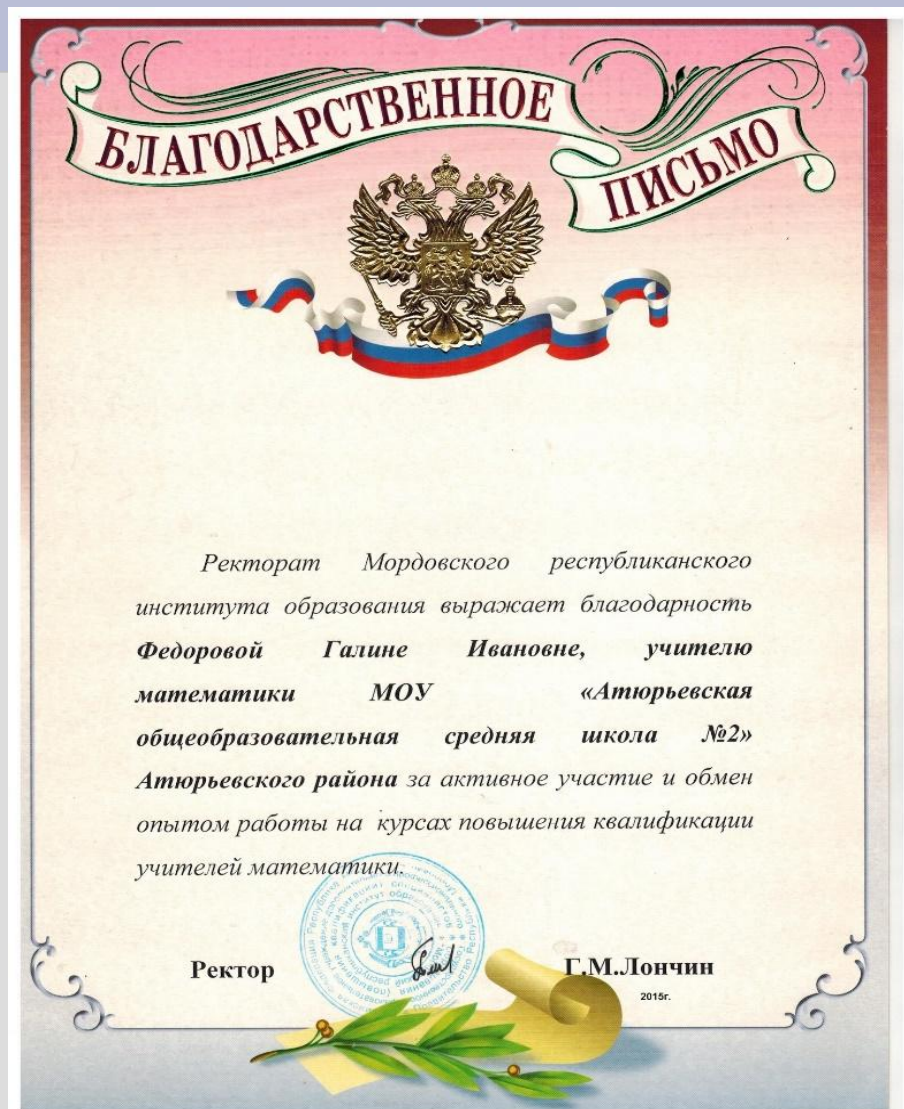 БЛАГОДАРСТВЕННОЕ
ПИСЬМО
Ректорат Мордовского республиканского
института образования выражает благодарность
Федоровой Галине Ивановне, учителю
математики МОУ «Атюрьевская
общеобразовательная средняя школа №2»
Атюрьевского района за активное участие и обмен
опытом работы на курсах повышения квалификации
учителей математики.
Ректор
Г.М.Лончин
2015г.